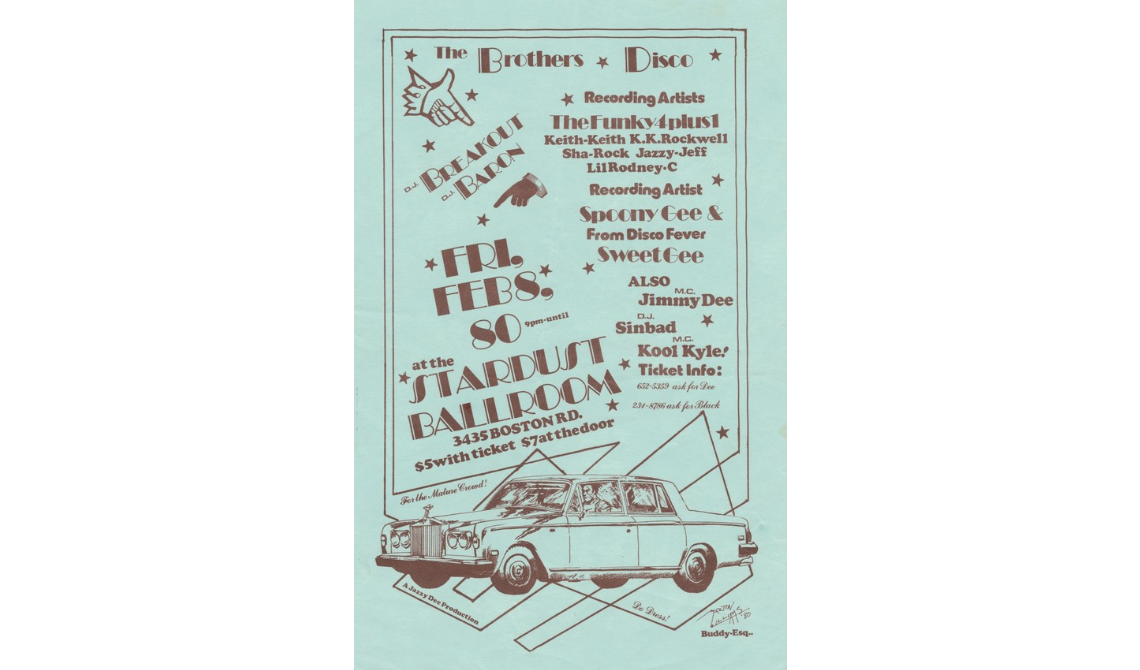 The Brothers Disco
D.J. BREAKOUT
D.J. BARON
Recording Artists
The Funky 4 plus 1
Keith-Keith K.K.Rockwell
Sha-Rock Jazzy-Jeff
Lil Rodney-C
Recording Artist
Spoony Gee &
From Disco Fever
Sweet Gee
ALSO
M.C.
Jimmy Dee
D.J.
Sinbad
M.C.
Kool Kyle!
Ticket Info:
652-5359 ask for Dee
231-8786 ask for Black
FRI,
FEB 8,
80 9pm-until
at the
STARDUST
BALLROOM
3435 BOSTON RD.
$5 with ticket $7 at the door
For the Mature Crowd!
A Jazzy Dee Production
Do Dress!
80
Buddy-Esq..